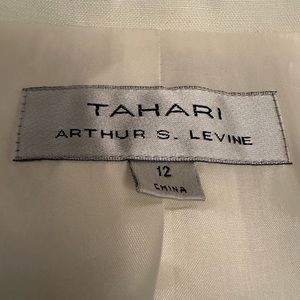 TAHARI
ARTHUR S. LEVINE
12
CHINA